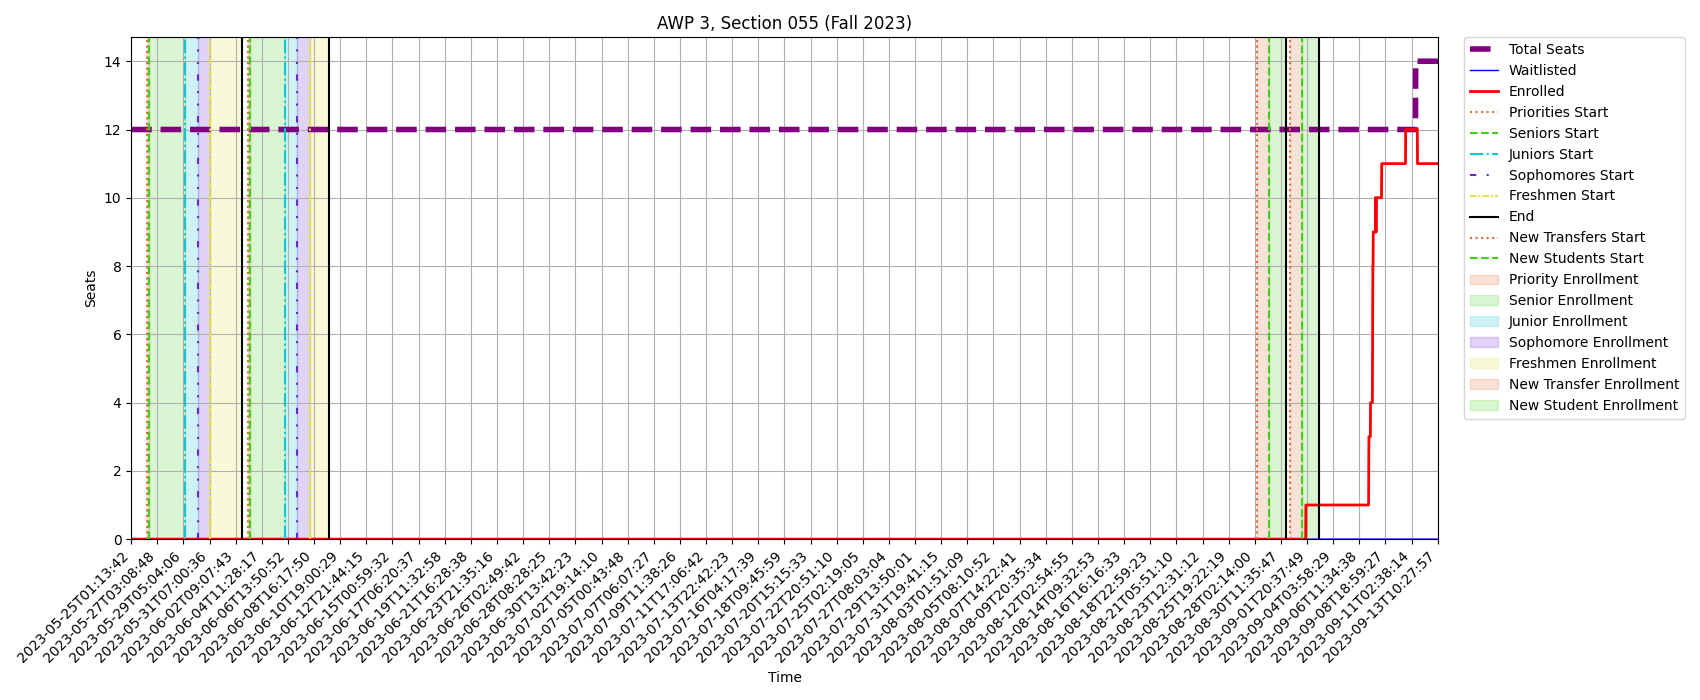 AWP 3, Section 055 (Fall 2023)
14
12
10
8
6
4
2
0
Seats
2023-05-25T01:13:42
2023-05-27T03:08:48
2023-05-29T05:04:06
2023-05-31T07:00:36
2023-06-02T09:07:43
2023-06-04T11:28:17
2023-06-06T13:50:52
2023-06-08T16:17:50
2023-06-10T19:00:29
2023-06-12T21:44:15
2023-06-15T00:59:32
2023-06-17T06:20:37
2023-06-19T11:32:58
2023-06-21T16:28:38
2023-06-23T21:35:16
2023-06-26T02:49:42
2023-06-28T08:28:25
2023-06-30T13:42:23
2023-07-02T19:14:10
2023-07-05T00:43:48
2023-07-07T06:07:27
2023-07-09T11:38:26
2023-07-11T17:06:42
2023-07-13T22:42:23
2023-07-16T04:17:39
2023-07-18T09:45:59
2023-07-20T15:15:33
2023-07-22T20:51:10
2023-07-25T02:19:05
2023-07-27T08:03:04
2023-07-29T13:50:01
2023-07-31T19:41:15
2023-08-03T01:51:09
2023-08-05T08:10:52
2023-08-07T14:22:41
2023-08-09T20:35:34
2023-08-12T02:54:55
2023-08-14T09:32:53
2023-08-16T16:16:33
2023-08-18T22:59:23
2023-08-21T05:51:10
2023-08-23T12:31:12
2023-08-25T19:22:19
2023-08-28T02:14:00
2023-08-30T11:35:47
2023-09-01T20:37:49
2023-09-04T03:58:29
2023-09-06T11:34:38
2023-09-08T18:59:27
2023-09-11T02:38:14
2023-09-13T10:27:57
Time
Total Seats
Waitlisted
Enrolled
Priorities Start
Seniors Start
Juniors Start
Sophomores Start
Freshmen Start
End
New Transfers Start
New Students Start
Priority Enrollment
Senior Enrollment
Junior Enrollment
Sophomore Enrollment
Freshmen Enrollment
New Transfer Enrollment
New Student Enrollment